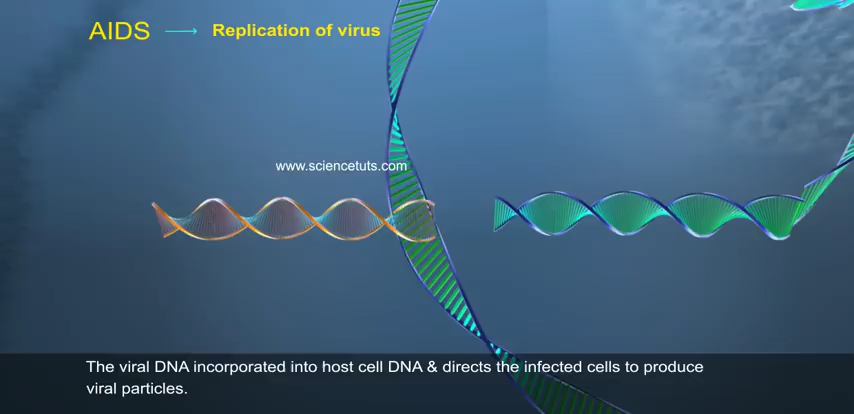 AIDS → Replication of virus
www.sciencetuts.com
The viral DNA incorporated into host cell DNA & directs the infected cells to produce
viral particles.